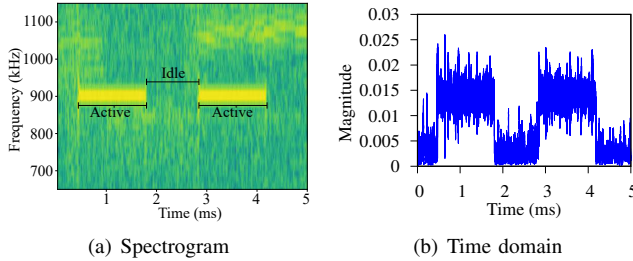 1100
1000
900
800
700
Frequency (kHz)
Idle
Active
Active
0
1
2
3
4
5
Time (ms)
(a) Spectrogram
0.03
0.025
0.02
0.015
0.01
0.005
0
Magnitude
0
1
2
3
4
5
Time (ms)
(b) Time domain